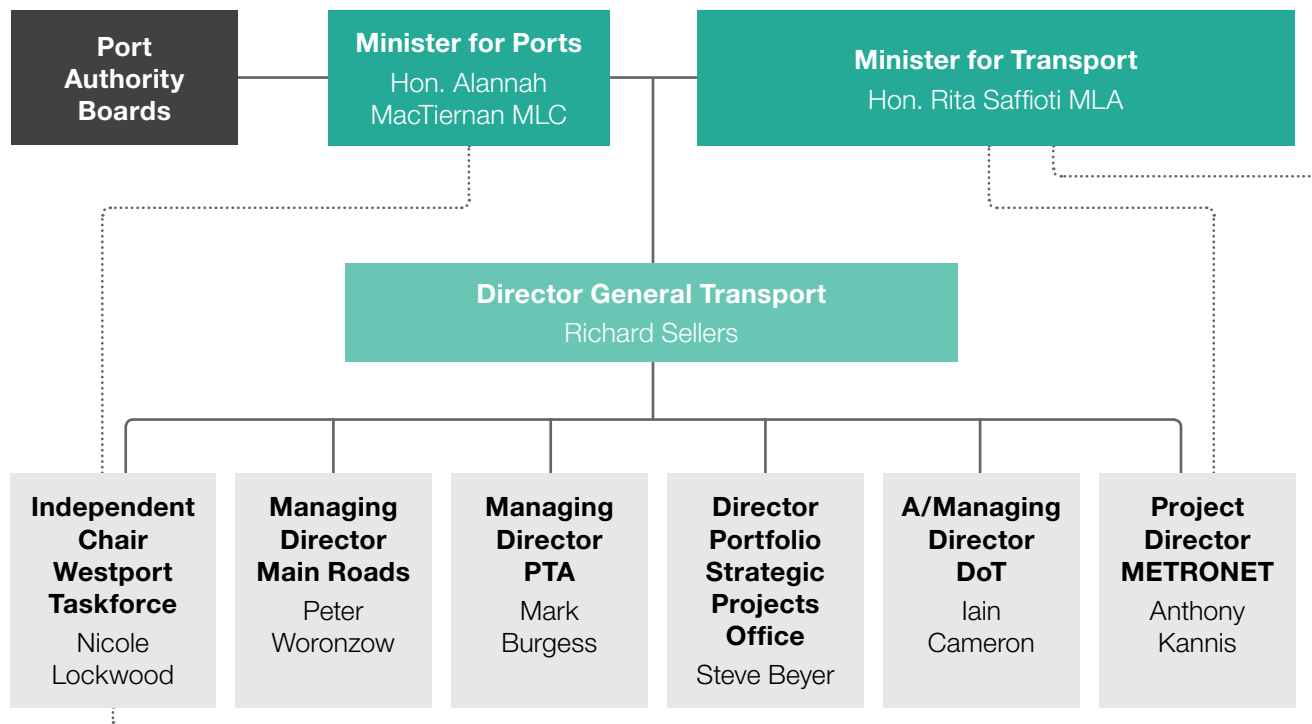 Port
Authority
Boards
Minister for Ports
Hon. Alannah
MacTiernan MLC
Minister for Transport
Hon. Rita Saffioti MLA
Director General Transport
Richard Sellers
Independent
Chair
Westport
Taskforce
Nicole
Lockwood
Managing
Director
Main Roads
Peter
Woronzow
Managing
Director
PTA
Mark
Burgess
Director
Portfolio
Strategic
Projects
Office
Steve Beyer
A/Managing
Director
DoT
Iain
Cameron
Project
Director
METRONET
Anthony
Kannis